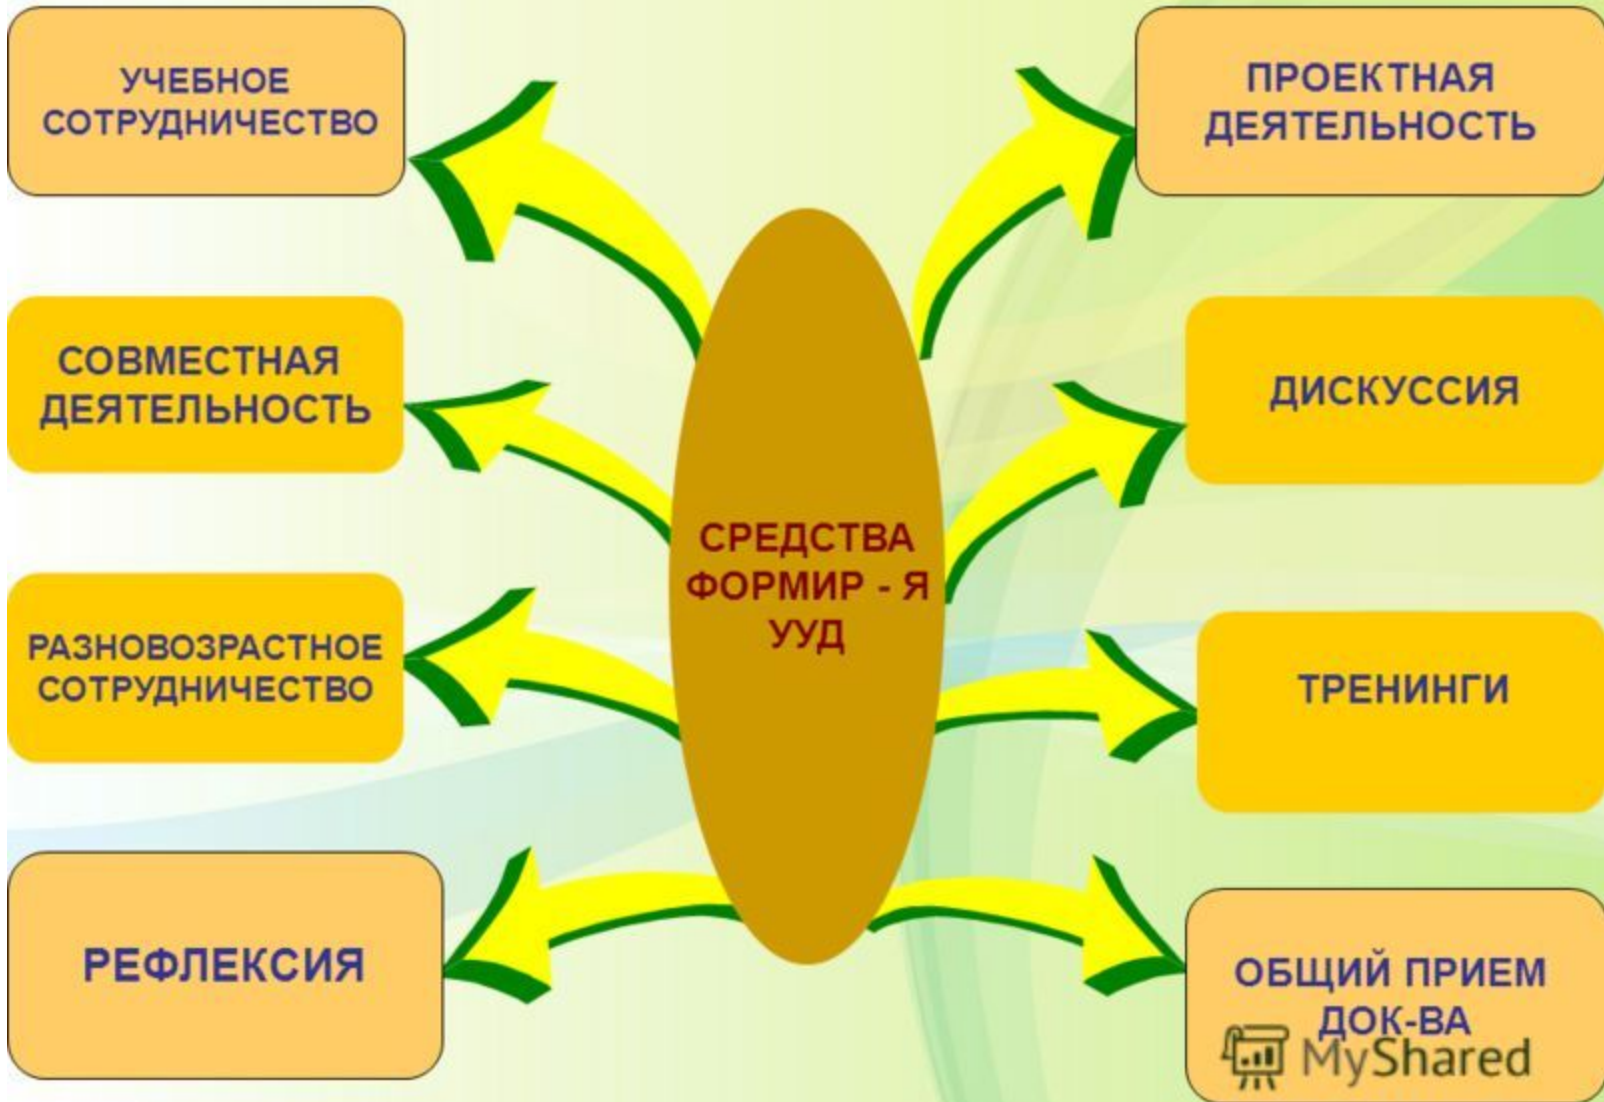 УЧЕБНОЕ
СОТРУДНИЧЕСТВО
ПРОЕКТНАЯ
ДЕЯТЕЛЬНОСТЬ
СОВМЕСТНАЯ
ДЕЯТЕЛЬНОСТЬ
ДИСКУССИЯ
СРЕДСТВА
ФОРМИР - Я
УУД
РАЗНОВОЗРАСТНОЕ
СОТРУДНИЧЕСТВО
ТРЕНИНГИ
РЕФЛЕКСИЯ
ОБЩИЙ ПРИЕМ
ДОК-ВА
MyShared